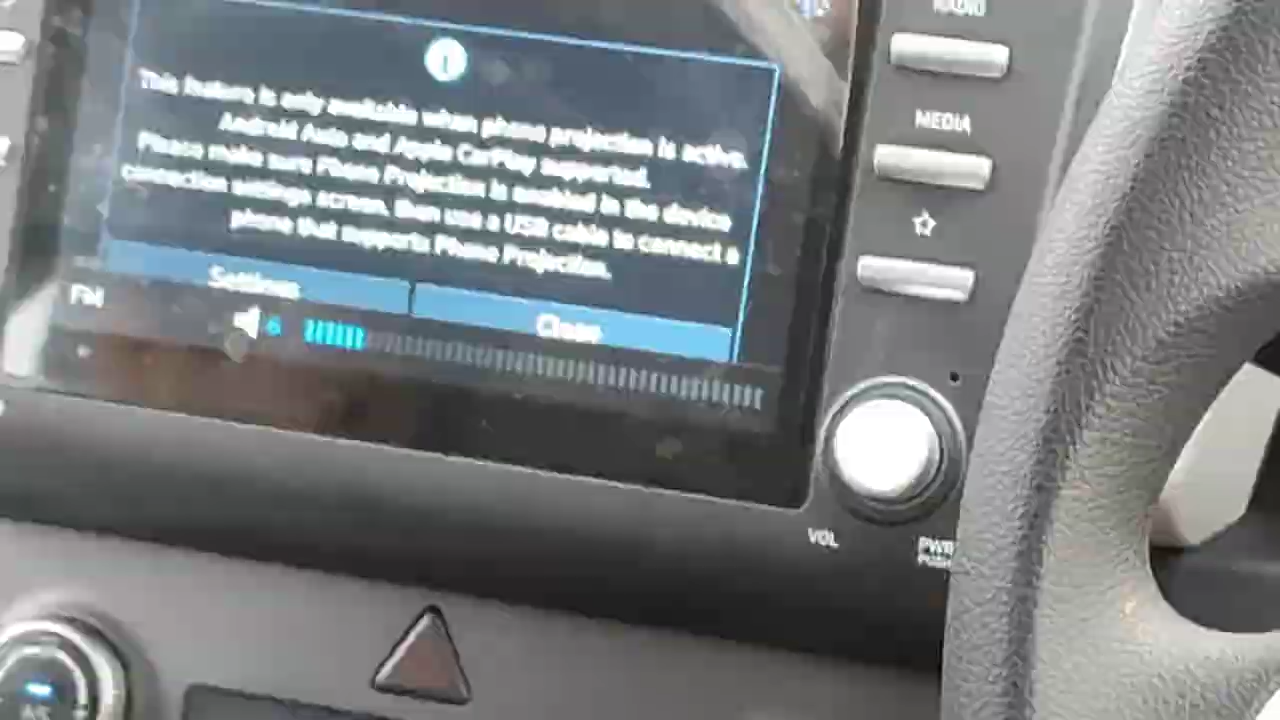 RADIO
This feature is only available when phone projection is active.
Android Auto and Apple CarPlay supported.
Please make sure Phone Projection is enabled in the device
connection settings screen, then use a USB cable to connect a
phone that supports Phone Projection.
Settings
Close
FM
6
MEDIA
VOL
PWR
PUSH